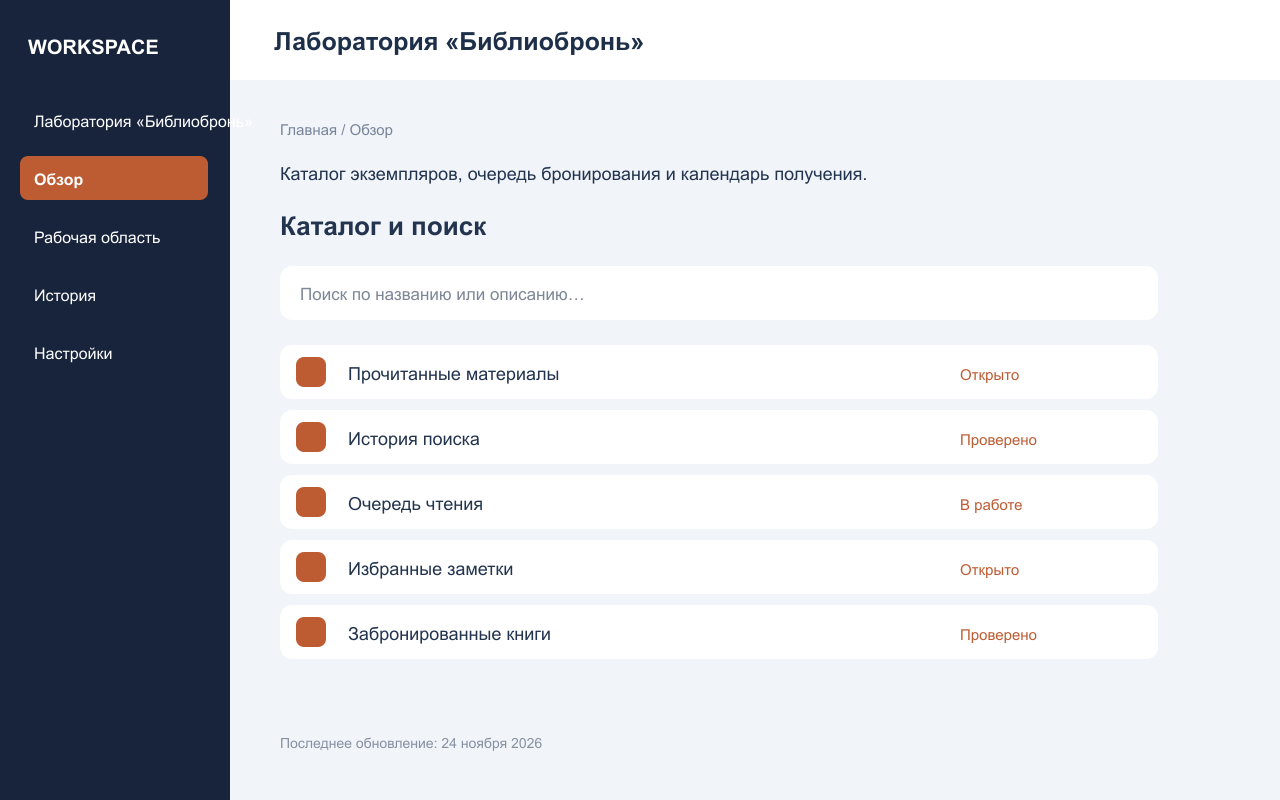 WORKSPACE
Лаборатория «Библиобронь»
Обзор
Рабочая область
История
Настройки
Лаборатория «Библиобронь»
Главная / Обзор
Каталог экземпляров, очередь бронирования и календарь получения.
Каталог и поиск
Поиск по названию или описанию…
Прочитанные материалы Открыто
История поиска Проверено
Очередь чтения В работе
Избранные заметки Открыто
Забронированные книги Проверено
Последнее обновление: 24 ноября 2026